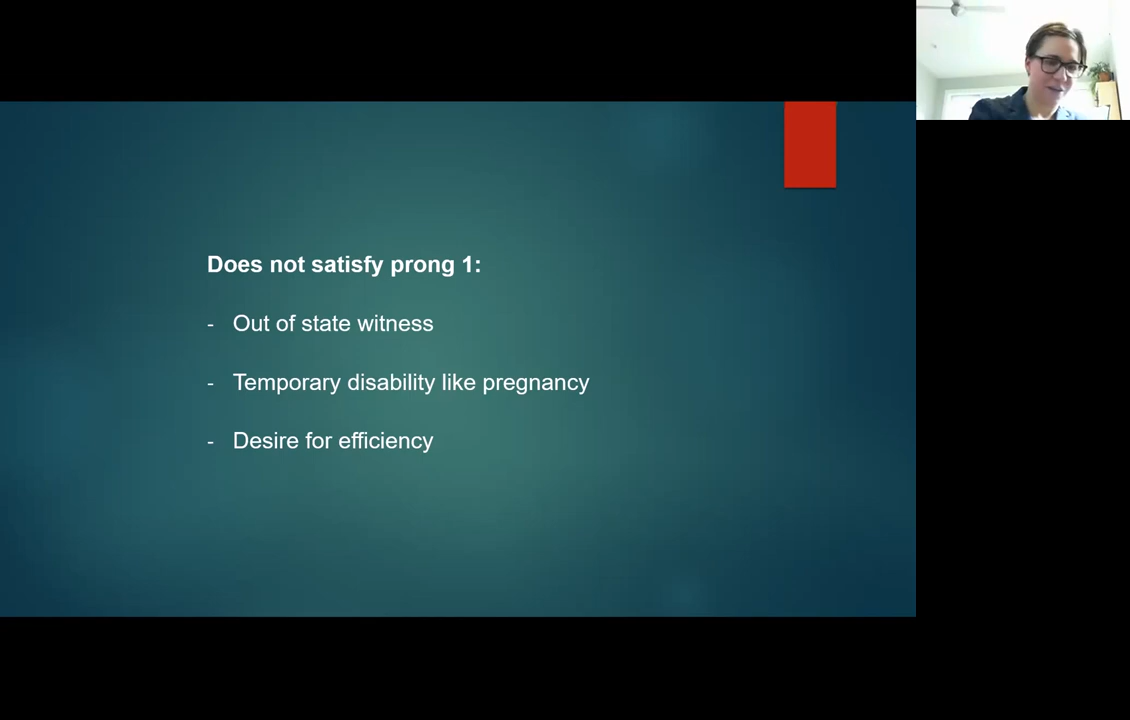 Does not satisfy prong 1:
- Out of state witness
- Temporary disability like pregnancy
- Desire for efficiency